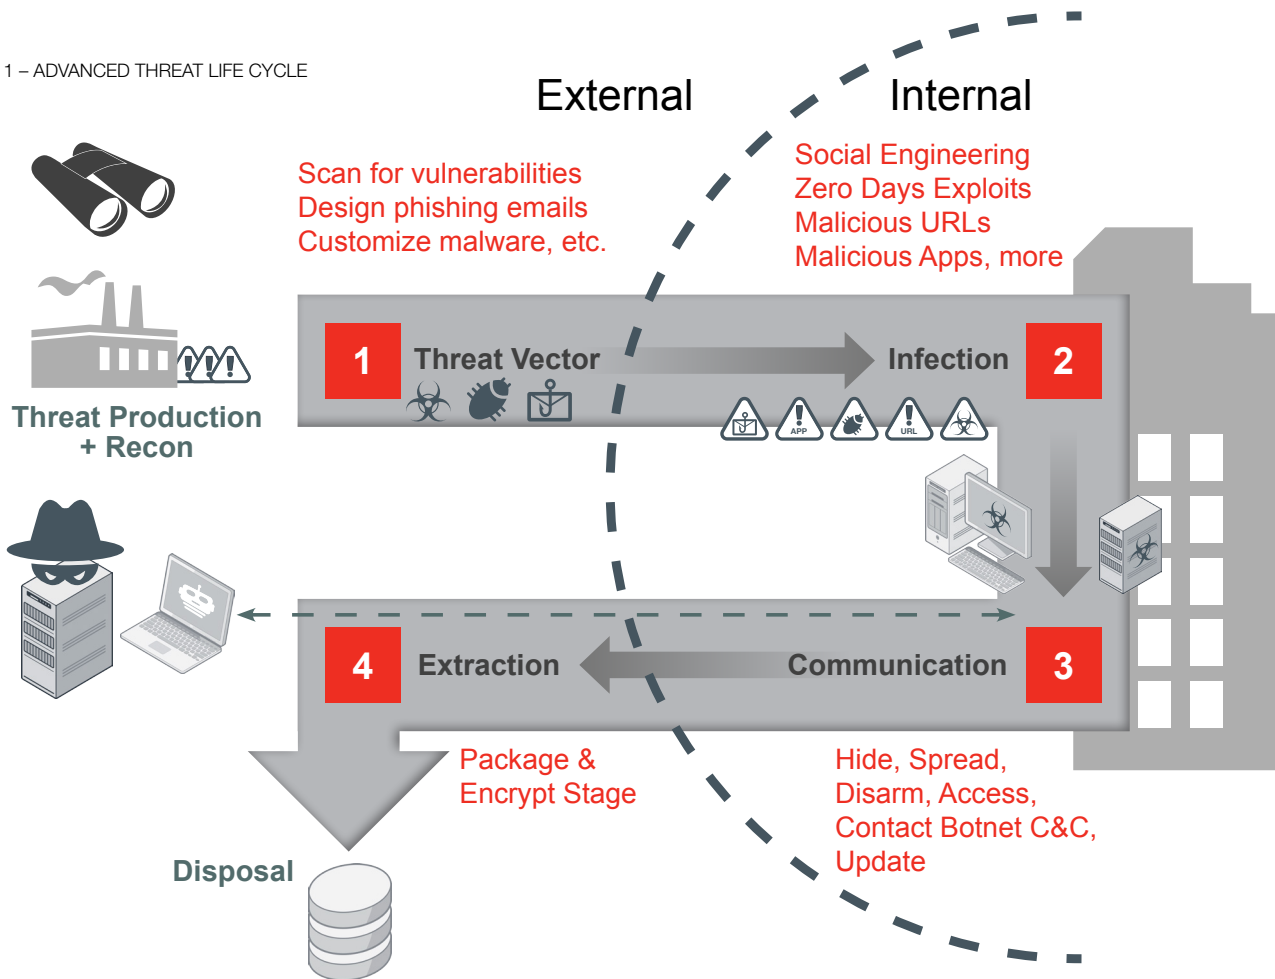 1 – ADVANCED THREAT LIFE CYCLE
External
Internal
Scan for vulnerabilities
Design phishing emails
Customize malware, etc.
Social Engineering
Zero Days Exploits
Malicious URLs
Malicious Apps, more
1
Threat Vector
Infection
2
APP
URL
Threat Production
+ Recon
4
Extraction
Communication
3
Package &
Encrypt Stage
Hide, Spread,
Disarm, Access,
Contact Botnet C&C,
Update
Disposal